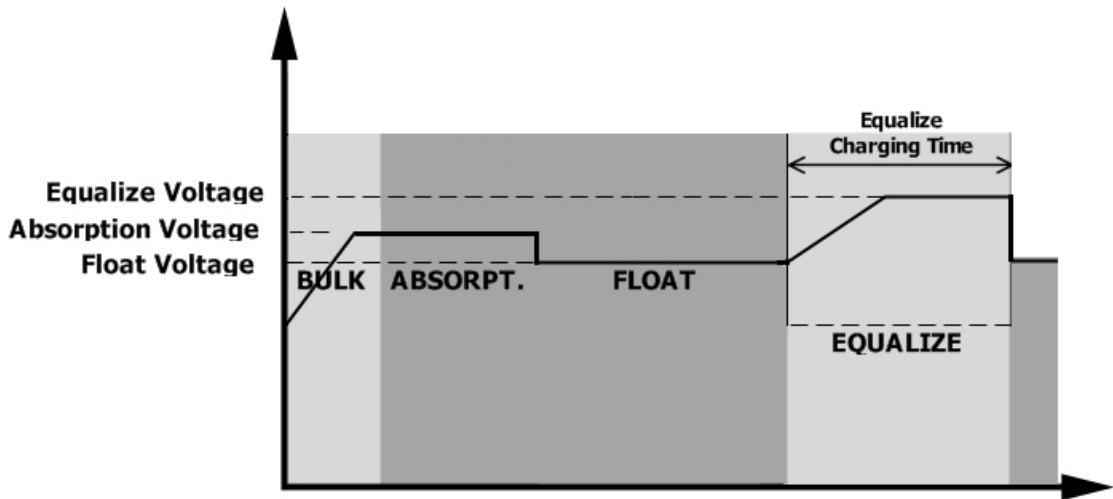 Equalize
Charging Time
Equalize Voltage
Absorption Voltage
Float Voltage
BULK
ABSORPT.
FLOAT
EQUALIZE